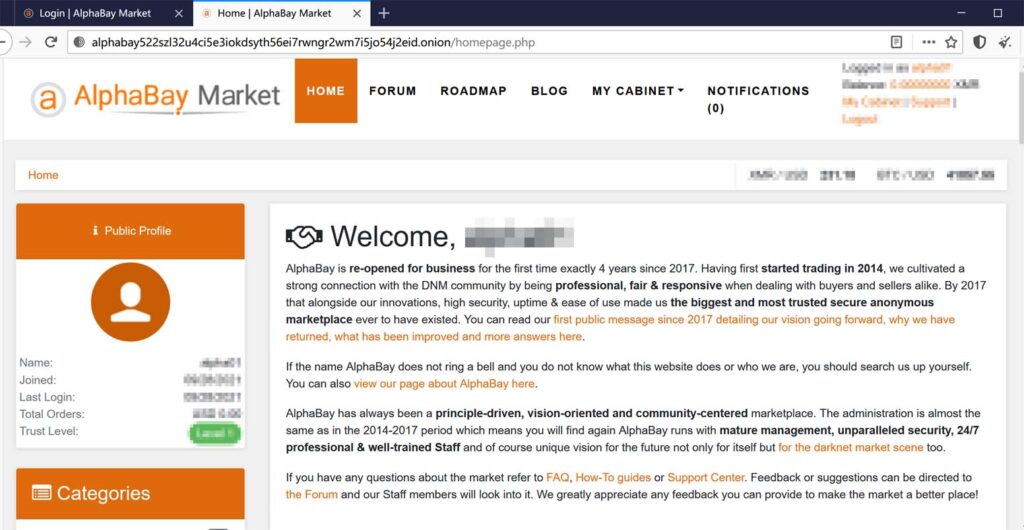 Login | AlphaBay Market
Home | AlphaBay Market
alphabay522szl32u4ci5e3iokdsyth56ei7rwngr2wm7i5jo54j2eid.onion/homepage.php
a AlphaBay Market
HOME
FORUM
ROADMAP
BLOG
MY CABINET
NOTIFICATIONS
(0)
Home
Public Profile
Welcome,
AlphaBay is re-opened for business for the first time exactly 4 years since 2017. Having first started trading in 2014, we cultivated a
strong connection with the DNM community by being professional, fair & responsive when dealing with buyers and sellers alike. By 2017
that alongside our innovations, high security, uptime & ease of use made us the biggest and most trusted secure anonymous
marketplace ever to have existed. You can read our first public message since 2017 detailing our vision going forward, why we have
returned, what has been improved and more answers here.
If the name AlphaBay does not ring a bell and you do not know what this website does or who we are, you should search us up yourself.
You can also view our page about AlphaBay here.
AlphaBay has always been a principle-driven, vision-oriented and community-centered marketplace. The administration is almost the
same as in the 2014-2017 period which means you will find again AlphaBay runs with mature management, unparalleled security, 24/7
professional & well-trained Staff and of course unique vision for the future not only for itself but for the darknet market scene too.
If you have any questions about the market refer to FAQ, How-To guides or Support Center. Feedback or suggestions can be directed to
the Forum and our Staff members will look into it. We greatly appreciate any feedback you can provide to make the market a better place!
Name:
Joined:
Last Login:
Total Orders:
Trust Level:
Categories